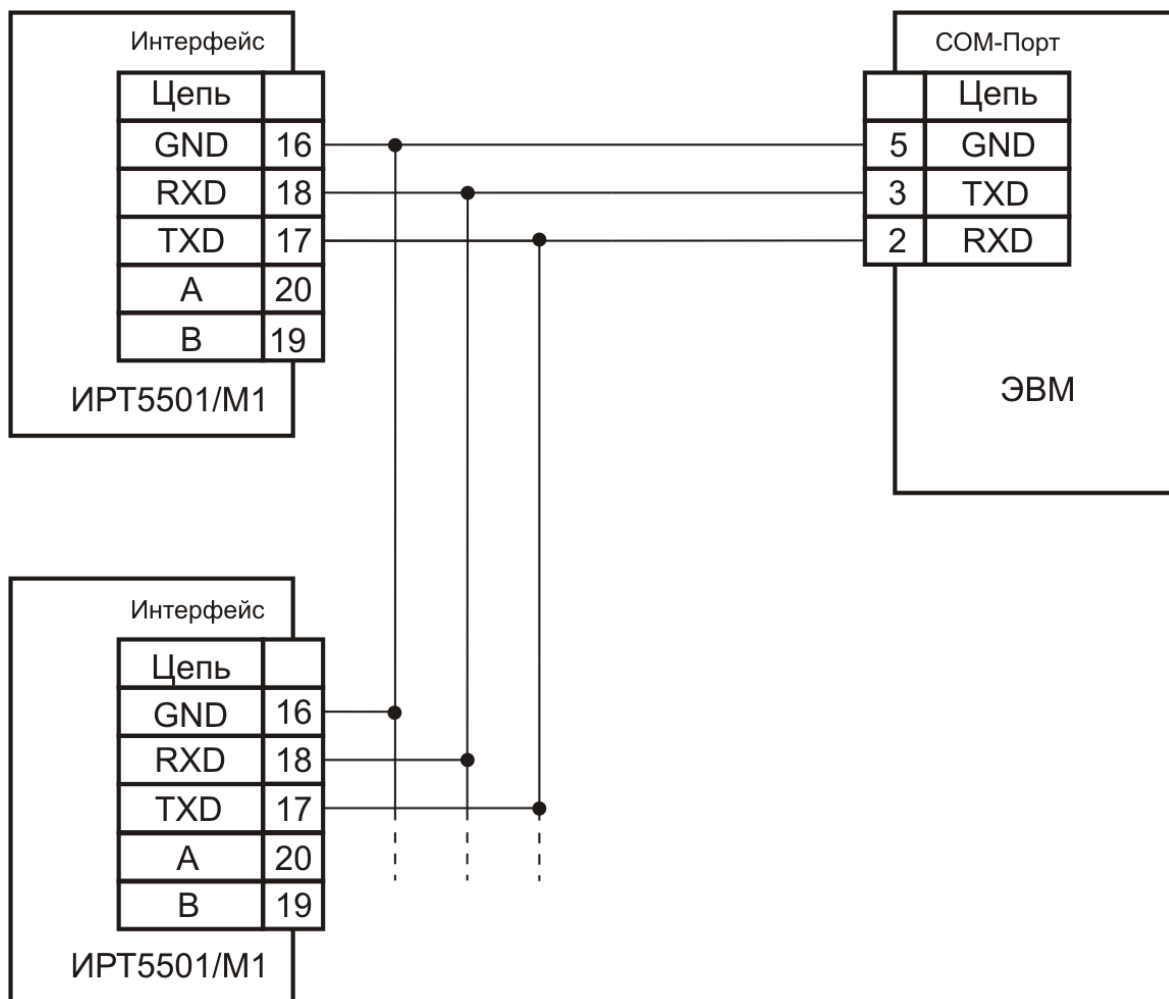 Интерфейс
Цепь
GND 16
RXD 18
TXD 17
A 20
B 19
ИРТ5501/М1
COM-Порт
Цепь
5 GND
3 TXD
2 RXD
ЭВМ
Интерфейс
Цепь
GND 16
RXD 18
TXD 17
A 20
B 19
ИРТ5501/М1